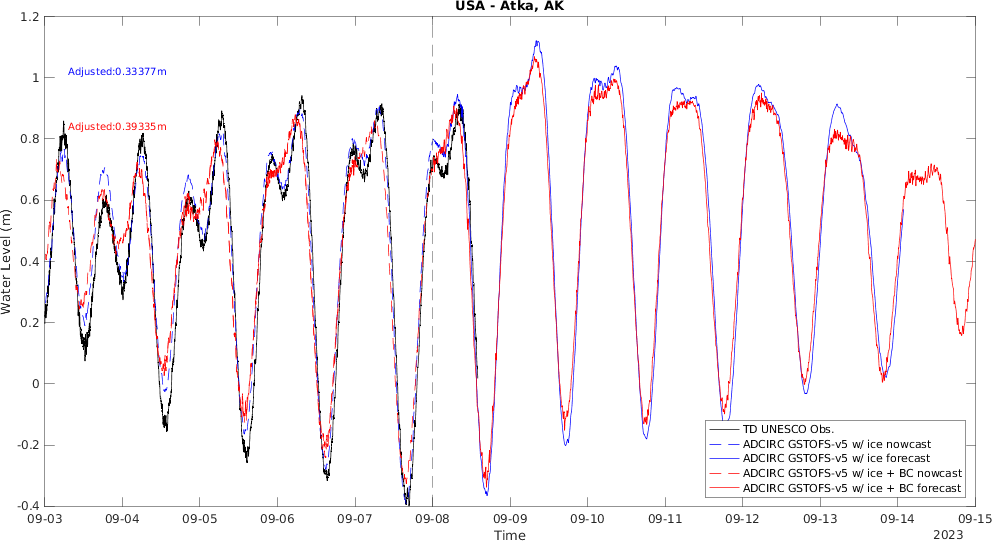 USA - Atka, AK
1.2
1
0.8
0.6
0.4
0.2
0
-0.2
-0.4
Water Level (m)
Adjusted:0.33377m
Adjusted:0.39335m
TD UNESCO Obs.
ADCIRC GSTOFS-v5 w/ ice nowcast
ADCIRC GSTOFS-v5 w/ ice forecast
ADCIRC GSTOFS-v5 w/ ice + BC nowcast
ADCIRC GSTOFS-v5 w/ ice + BC forecast
09-03 09-04 09-05 09-06 09-07 09-08 09-09 09-10 09-11 09-12 09-13 09-14 09-15
Time
2023